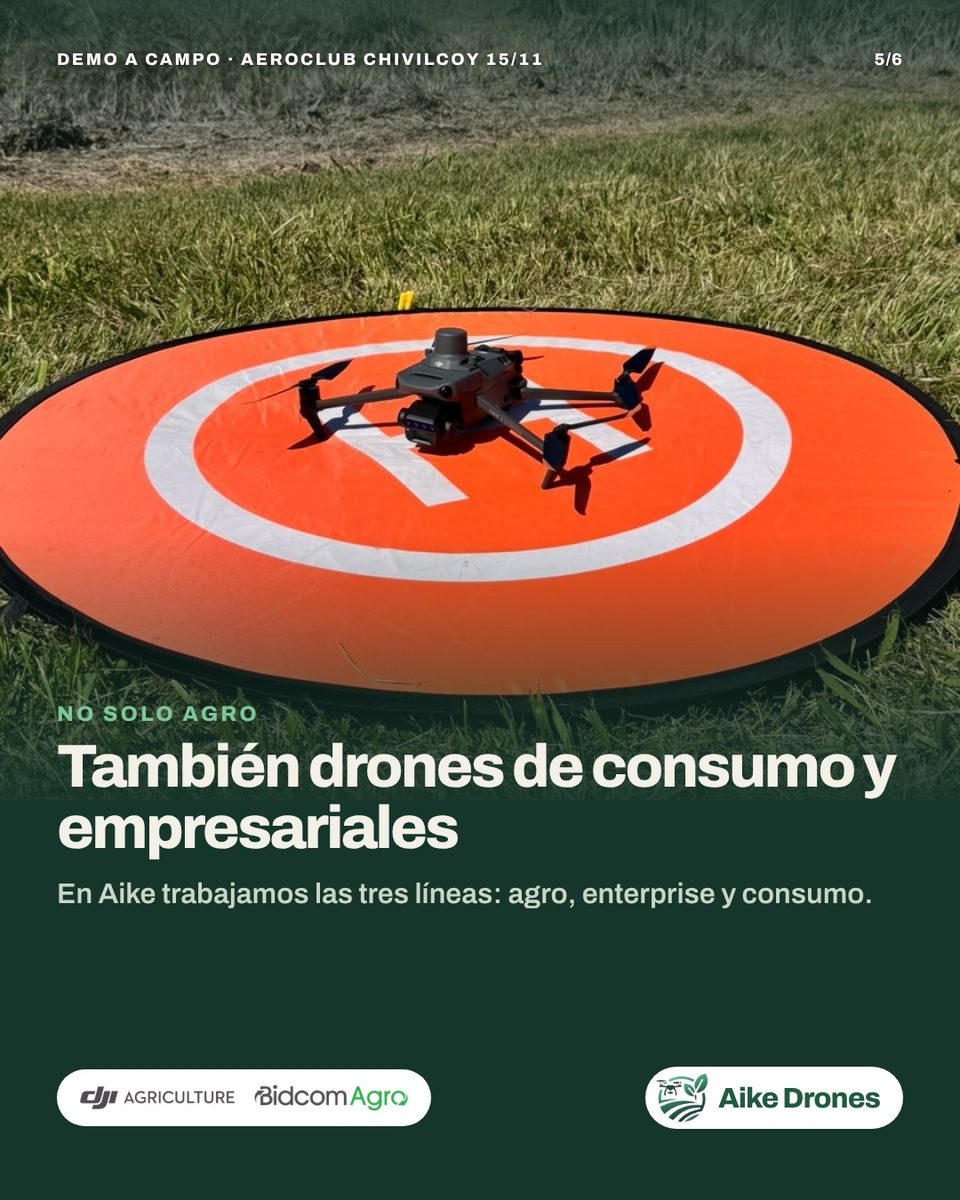 DEMO A CAMPO · AEROCLUB CHIVILCOY 15/11
5/6
H
NO SOLO AGRO
También drones de consumo y
empresariales
En Aike trabajamos las tres líneas: agro, enterprise y consumo.
dji AGRICULTURE BidcomAgro
Aike Drones